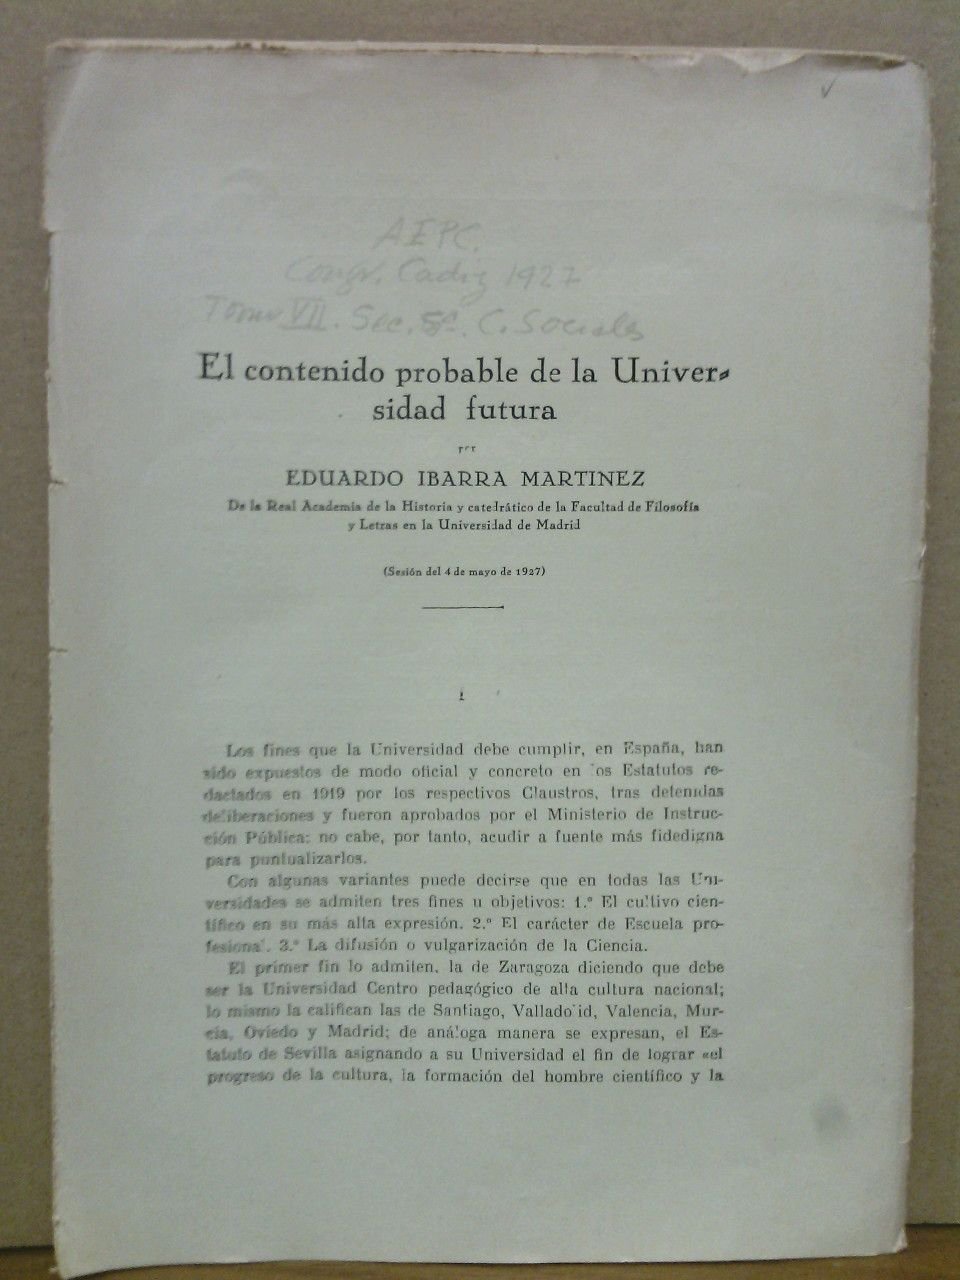 AEPC.
Congr. Cadiz 1927
Tomo VII. Sec. 5ª. C. Sociales
El contenido probable de la Univer-
sidad futura
por
EDUARDO IBARRA MARTINEZ
De la Real Academia de la Historia y catedrático de la Facultad de Filosofía
y Letras en la Universidad de Madrid
(Sesión del 4 de mayo de 1927)
I
Los fines que la Universidad debe cumplir, en España, han
sido expuestos de modo oficial y concreto en los Estatutos re-
dactados en 1919 por los respectivos Claustros, tras detenidas
deliberaciones y fueron aprobados por el Ministerio de Instruc-
ción Pública; no cabe, por tanto, acudir a fuente más fidedigna
para puntualizarlos.
Con algunas variantes puede decirse que en todas las Uni-
versidades se admiten tres fines u objetivos: 1.º El cultivo cien-
tífico en su más alta expresión. 2.º El carácter de Escuela pro-
fesional. 3.º La difusión o vulgarización de la Ciencia.
El primer fin lo admiten, la de Zaragoza diciendo que debe
ser la Universidad Centro pedagógico de alta cultura nacional;
lo mismo la califican las de Santiago, Valladolid, Valencia, Mur-
cia, Oviedo y Madrid; de análoga manera se expresan, el Es-
tatuto de Sevilla asignando a su Universidad el fin de lograr «el
progreso de la cultura, la formación del hombre científico y la